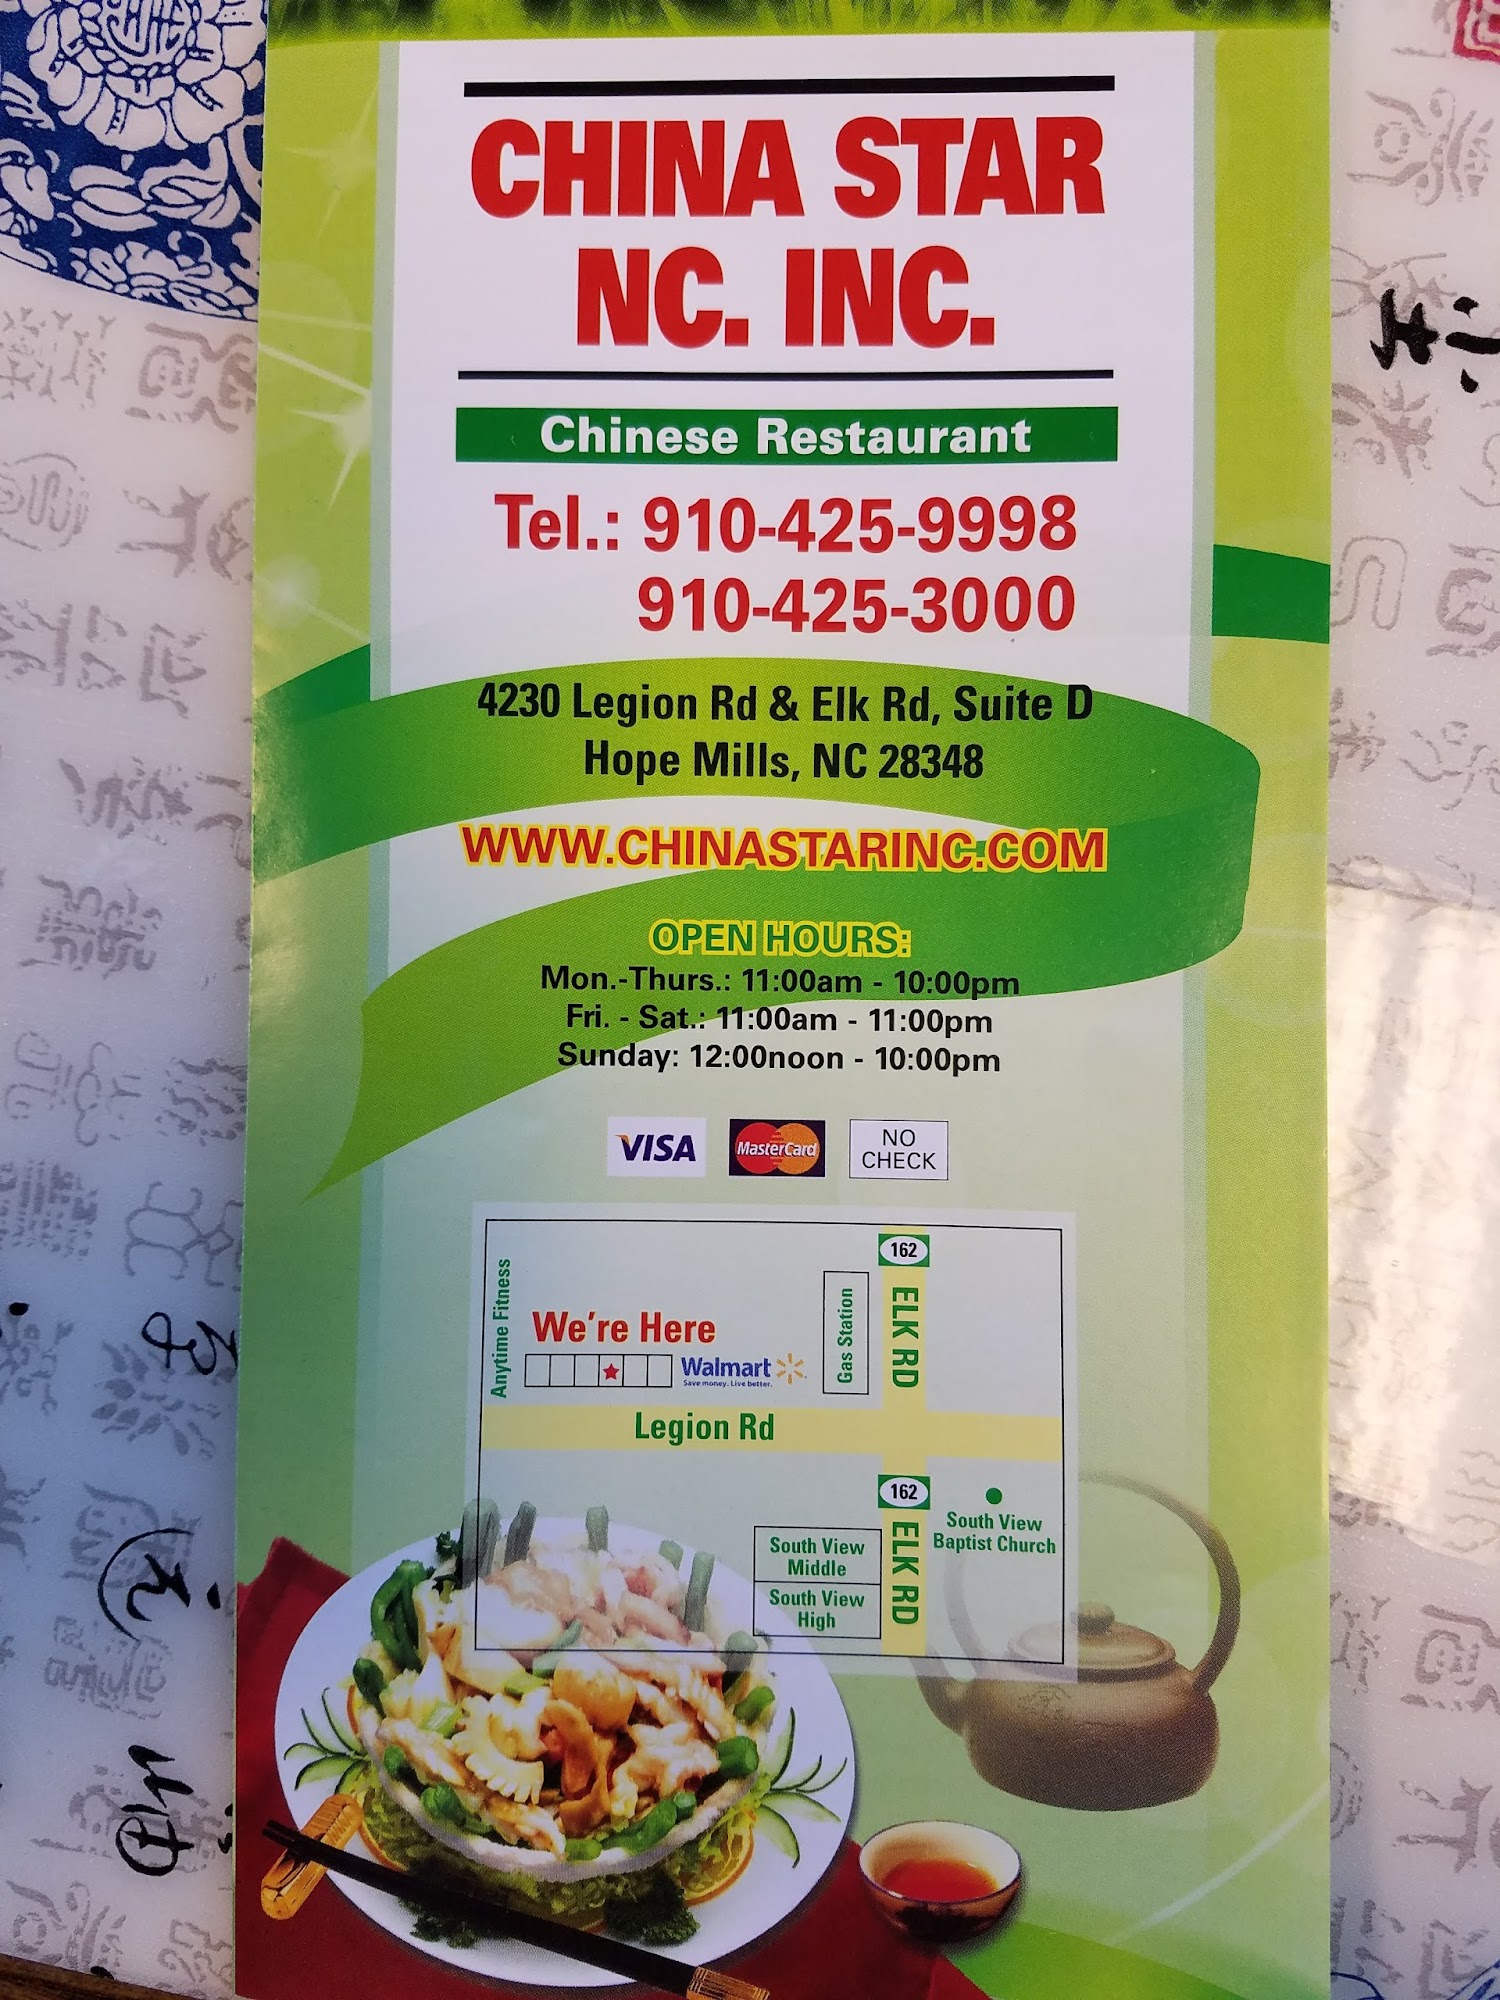 CHINA STAR
NC. INC.
Chinese Restaurant
Tel.: 910-425-9998
910-425-3000
4230 Legion Rd & Elk Rd, Suite D
Hope Mills, NC 28348
WWW.CHINASTARINC.COM
OPEN HOURS:
Mon.-Thurs.: 11:00am - 10:00pm
Fri. - Sat.: 11:00am - 11:00pm
Sunday: 12:00noon - 10:00pm
VISA
MasterCard
NO
CHECK
Anytime Fitness
We're Here
Walmart
Save money. Live better.
Gas Station
162
ELK RD
Legion Rd
162
ELK RD
South View
Baptist Church
South View
Middle
South View
High